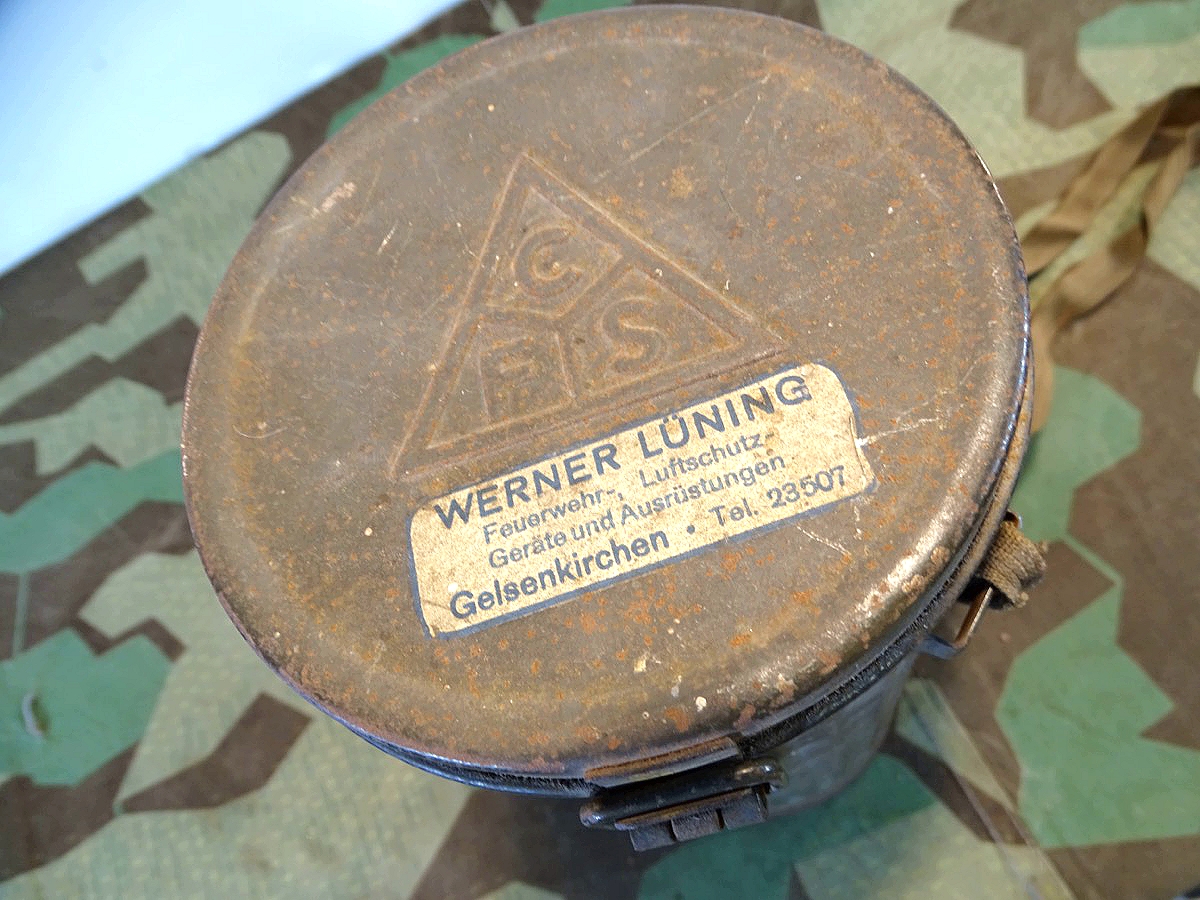 C
F S
WERNER LÜNING
Feuerwehr-, Luftschutz-
Geräte und Ausrüstungen
Gelsenkirchen • Tel. 23507